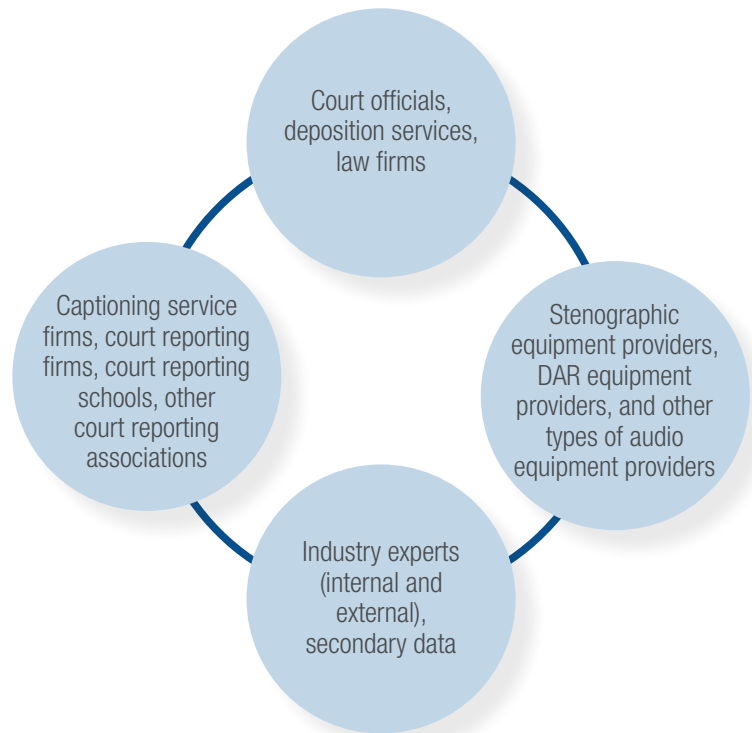 Court officials,
deposition services,
law firms
Captioning service
firms, court reporting
firms, court reporting
schools, other
court reporting
associations
Stenographic
equipment providers,
DAR equipment
providers, and other
types of audio
equipment providers
Industry experts
(internal and
external),
secondary data